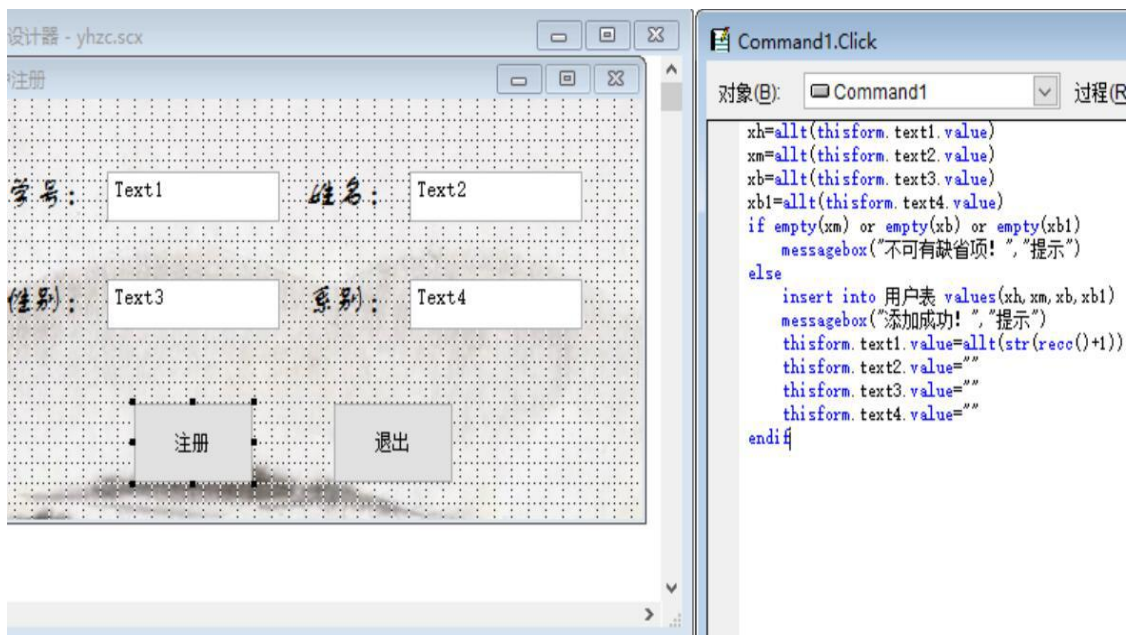 设计器 - yhzc.scx
注册
学号： Text1 姓名： Text2
性别： Text3 系别： Text4
注册 退出
Command1.Click
对象(B): Command1 过程(R
xh=allt(thisform.text1.value)
xm=allt(thisform.text2.value)
xb=allt(thisform.text3.value)
xb1=allt(thisform.text4.value)
if empty(xm) or empty(xb) or empty(xb1)
messagebox("不可有缺省项！","提示")
else
insert into 用户表 values(xh,xm,xb,xb1)
messagebox("添加成功！","提示")
thisform.text1.value=allt(str(recc()+1))
thisform.text2.value=""
thisform.text3.value=""
thisform.text4.value=""
endif